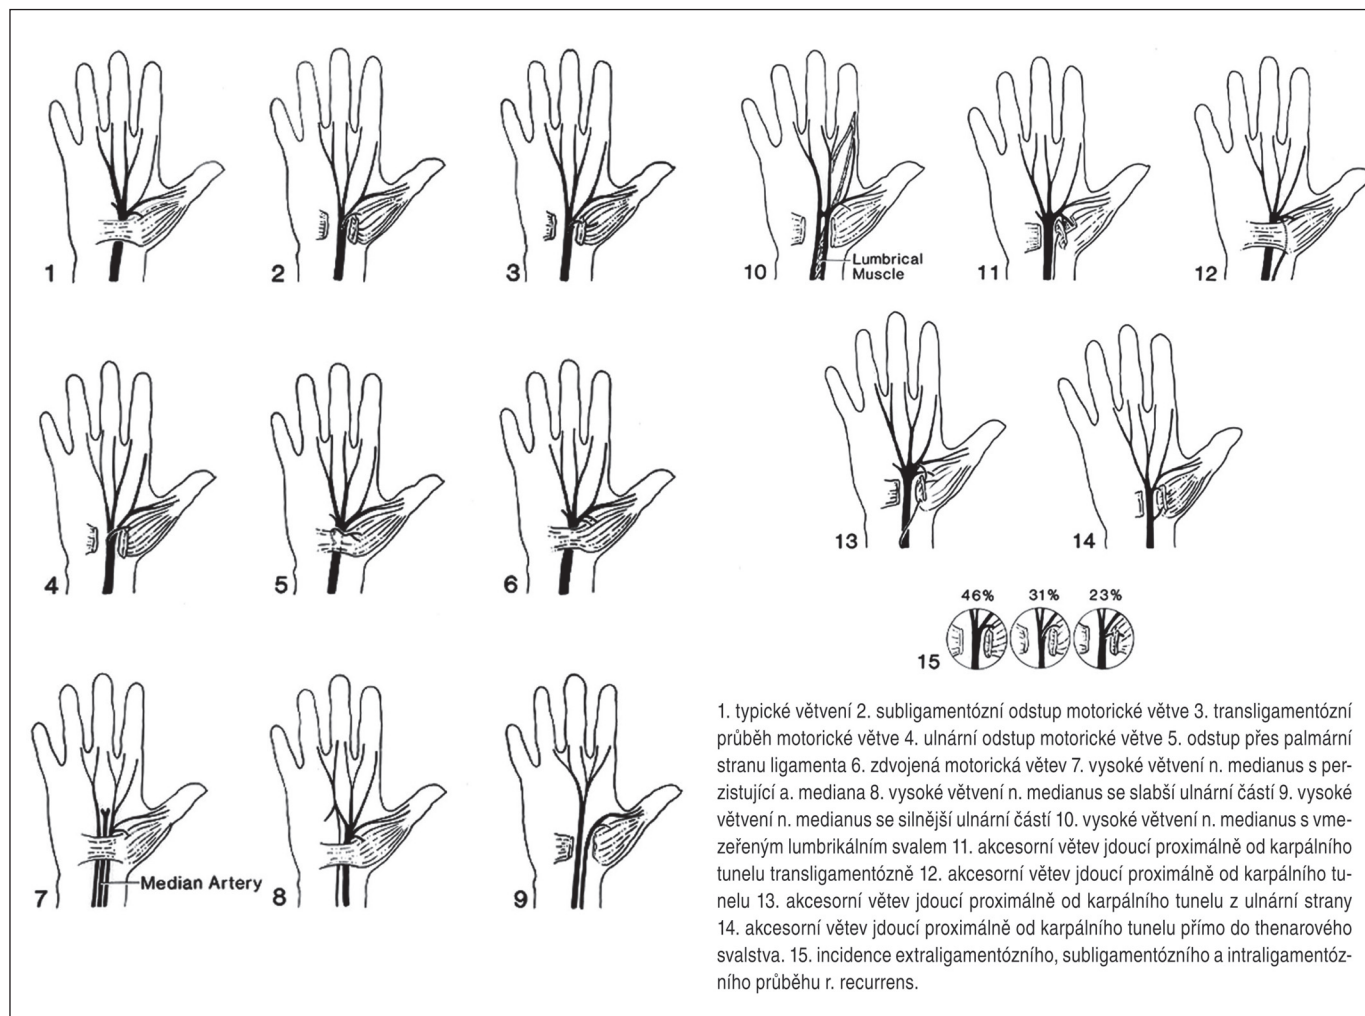 1
2
3
Lumbrical
Muscle
10
11
12
4
5
6
13
14
46% 31% 23%
15
Median Artery
7
8
9
1. typické větvení 2. subligamentózní odstup motorické větve 3. transligamentózní
průběh motorické větve 4. ulnární odstup motorické větve 5. odstup přes palmární
stranu ligamenta 6. zdvojená motorická větev 7. vysoké větvení n. medianus s per-
zistující a. mediana 8. vysoké větvení n. medianus se slabší ulnární částí 9. vysoké
větvení n. medianus se silnější ulnární částí 10. vysoké větvení n. medianus s vme-
zeřeným lumbrikálním svalem 11. akcesorní větev jdoucí proximálně od karpálního
tunelu transligamentózně 12. akcesorní větev jdoucí proximálně od karpálního tu-
nelu 13. akcesorní větev jdoucí proximálně od karpálního tunelu z ulnární strany
14. akcesorní větev jdoucí proximálně od karpálního tunelu přímo do thenarového
svalstva. 15. incidence extraligamentózního, subligamentózního a intraligamentóz-
ního průběhu r. recurrens.